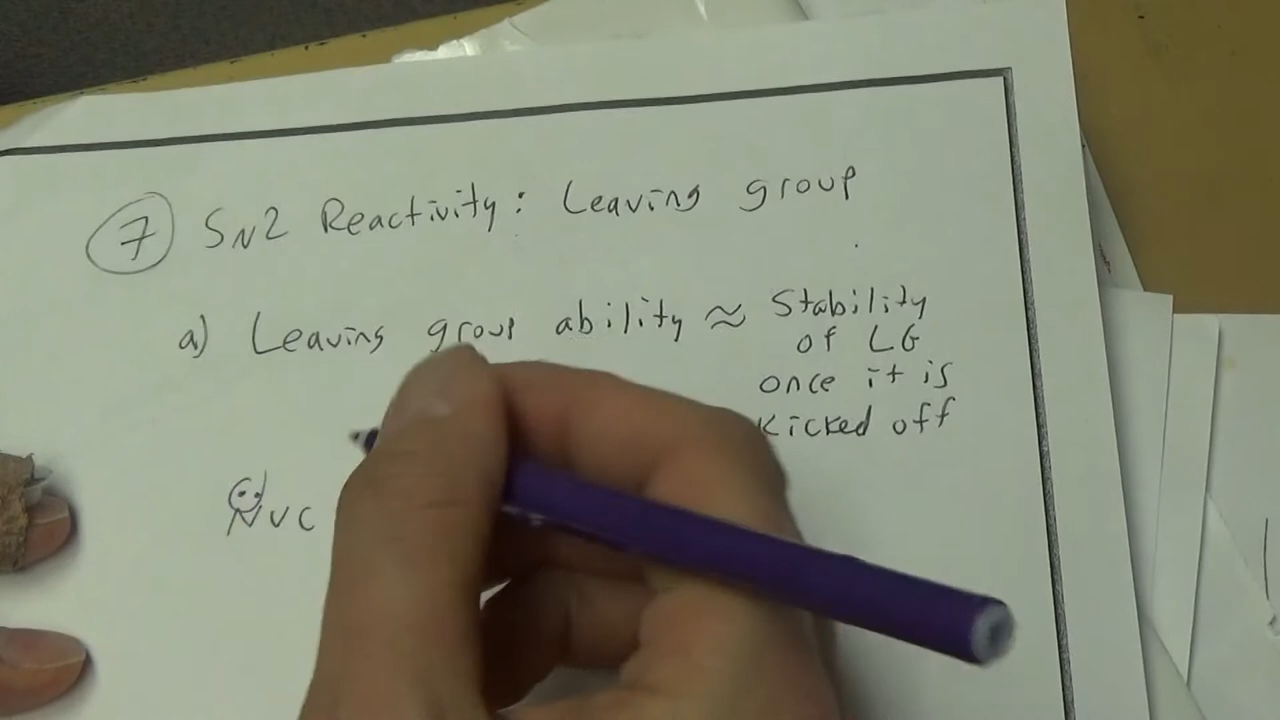 7 SN2 Reactivity: Leaving group
a) Leaving group ability ≈ Stability
of LG
once it is
kicked off
Nuc